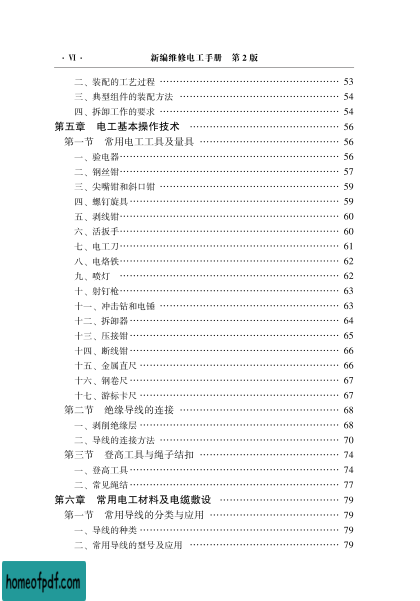 · Ⅵ · 新编维修电工手册 第 2 版
二、装配的工艺过程 …… 53
三、典型组件的装配方法 …… 54
四、拆卸工作的要求 …… 54
第五章 电工基本操作技术 …… 56
第一节 常用电工工具及量具 …… 56
一、验电器 …… 56
二、钢丝钳 …… 57
三、尖嘴钳和斜口钳 …… 59
四、螺钉旋具 …… 59
五、剥线钳 …… 60
六、活扳手 …… 60
七、电工刀 …… 61
八、电烙铁 …… 62
九、喷灯 …… 62
十、射钉枪 …… 63
十一、冲击钻和电锤 …… 63
十二、拆卸器 …… 64
十三、压接钳 …… 65
十四、断线钳 …… 66
十五、金属直尺 …… 66
十六、钢卷尺 …… 67
十七、游标卡尺 …… 67
第二节 绝缘导线的连接 …… 68
一、剥削绝缘层 …… 68
二、导线的连接方法 …… 70
第三节 登高工具与绳子结扣 …… 74
一、登高工具 …… 74
二、常见绳结 …… 77
第六章 常用电工材料及电缆敷设 …… 79
第一节 常用导线的分类与应用 …… 79
一、导线的种类 …… 79
二、常用导线的型号及应用 …… 79
homeofpdf.com